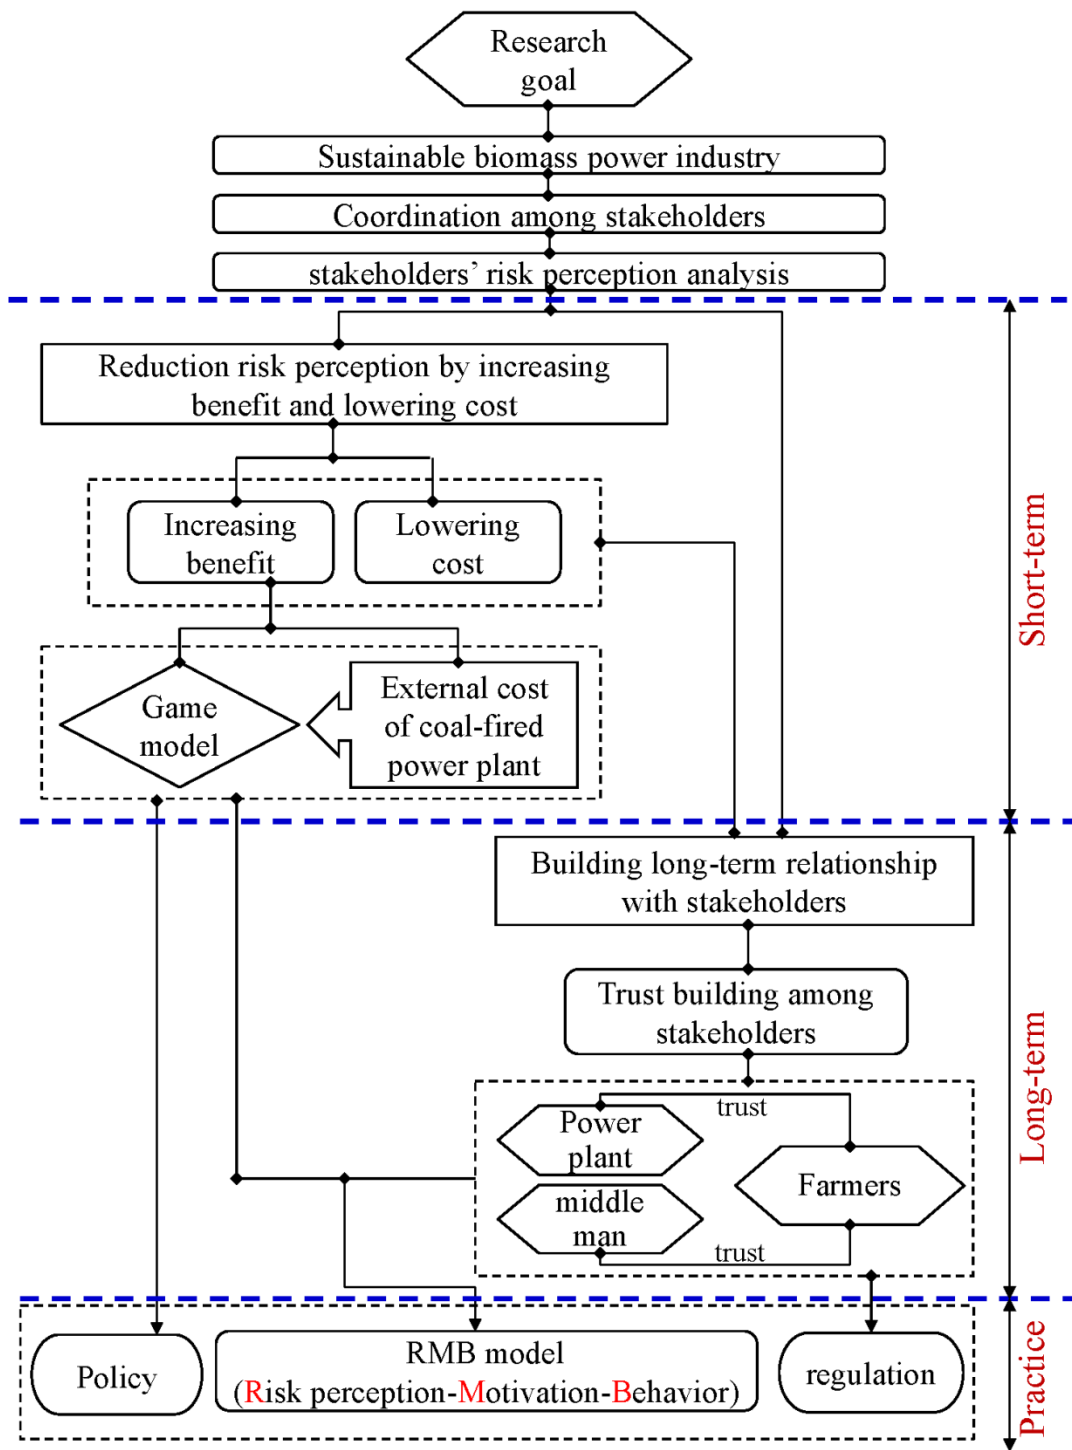 Research
goal
Sustainable biomass power industry
Coordination among stakeholders
stakeholders’ risk perception analysis
Reduction risk perception by increasing
benefit and lowering cost
Increasing
benefit
Lowering
cost
Short-term
Game
model
External cost
of coal-fired
power plant
Building long-term relationship
with stakeholders
Trust building among
stakeholders
Long-term
trust
Power
plant
Farmers
middle
man
trust
Policy
RMB model
(Risk perception-Motivation-Behavior)
regulation
Practice